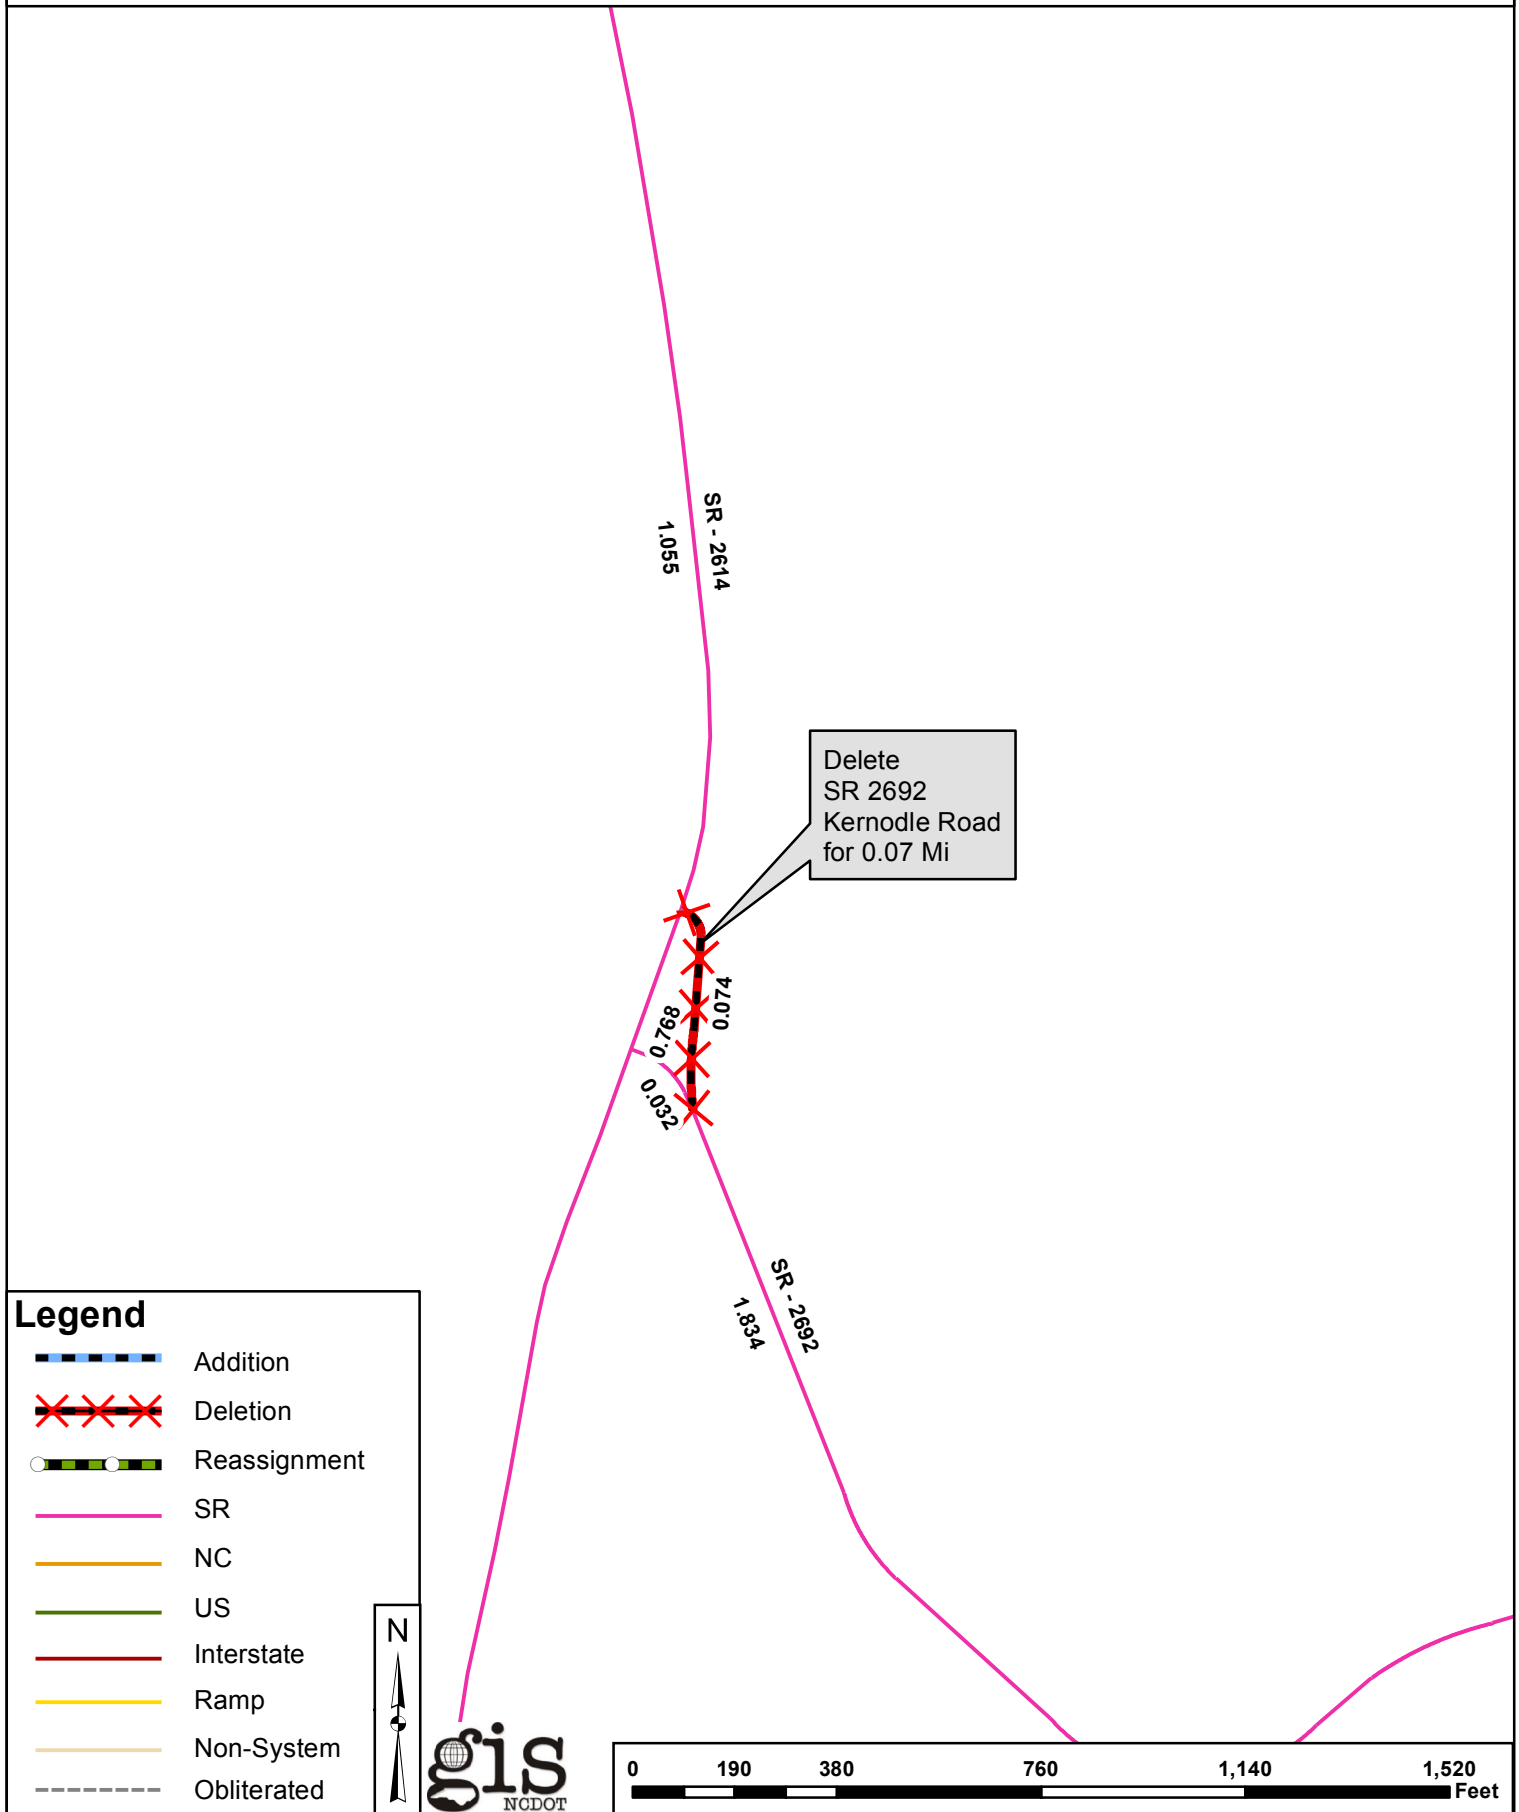 SR - 2614
1.055
Delete
SR 2692
Kernodle Road
for 0.07 Mi
0.074
0.768
0.032
SR - 2692
1.834
Legend
Addition
Deletion
Reassignment
SR
NC
US
Interstate
Ramp
Non-System
Obliterated
N
gis
NCDOT
0 190 380 760 1,140 1,520
Feet